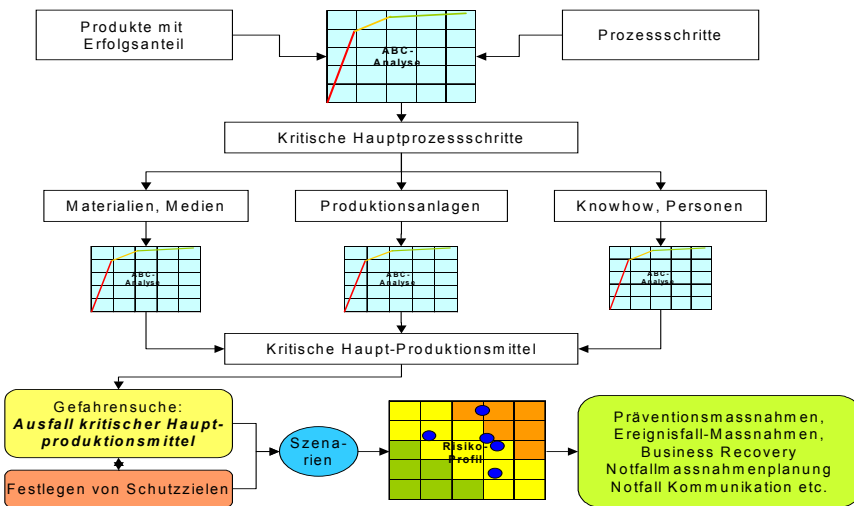 Produkte mit
Erfolgsanteil
ABC-
Analyse
Prozessschritte
Kritische Hauptprozessschritte
Materialien, Medien
Produktionsanlagen
Knowhow, Personen
ABC-
Analyse
ABC-
Analyse
ABC-
Analyse
Kritische Haupt-Produktionsmittel
Gefahrensuche:
Ausfall kritischer Haupt-
produktionsmittel
Festlegen von Schutzzielen
Szena-
rien
Risiko-
Profil
Präventionsmassnahmen,
Ereignisfall-Massnahmen,
Business Recovery
Notfallmassnahmenplanung
Notfall Kommunikation etc.